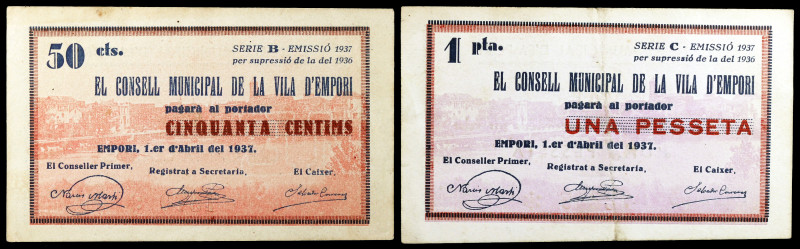 50 cts.
SERIE B - EMISSIÓ 1937
per supressió de la del 1936
EL CONSELL MUNICIPAL DE LA VILA D'EMPORI
pagarà al portador
CINQUANTA CENTIMS
EMPORI, 1.er d'Abril del 1937.
El Conseller Primer,
Registrat a Secretaria,
El Caixer,
1 pta.
SERIE C - EMISSIÓ 1937
per supressió de la del 1936
EL CONSELL MUNICIPAL DE LA VILA D'EMPORI
pagarà al portador
UNA PESSETA
EMPORI, 1.er d'Abril del 1937.
El Conseller Primer,
Registrat a Secretaria,
El Caixer,